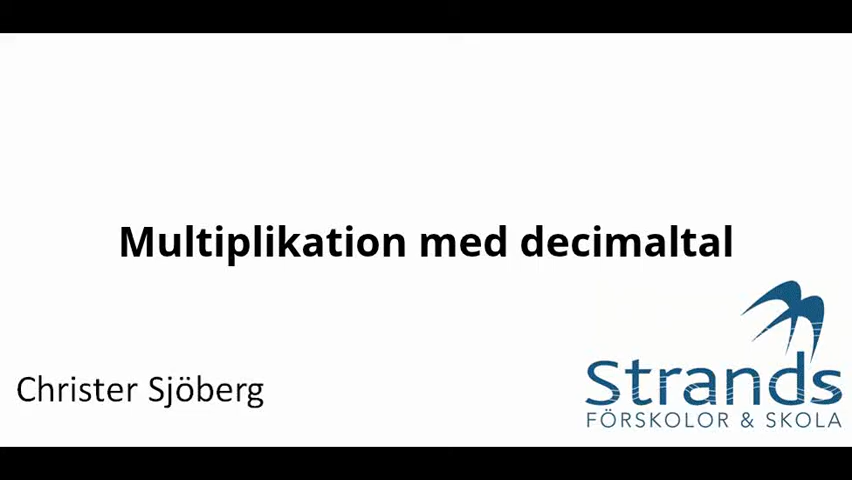 Multiplikation med decimaltal
Christer Sjöberg
Strands
FÖRSKOLOR & SKOLA